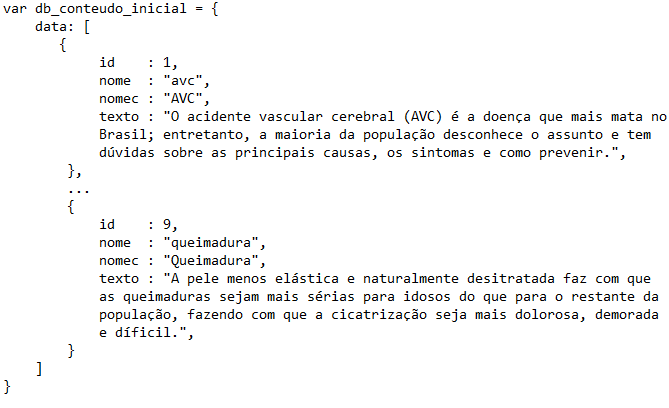 var db_conteudo_inicial = {
    data: [
       {
            id    : 1,
            nome  : "avc",
            nomec : "AVC",
            texto : "O acidente vascular cerebral (AVC) é a doença que mais mata no
            Brasil; entretanto, a maioria da população desconhece o assunto e tem
            dúvidas sobre as principais causas, os sintomas e como prevenir.",
        },
        ...
        {
            id    : 9,
            nome  : "queimadura",
            nomec : "Queimadura",
            texto : "A pele menos elástica e naturalmente desitratada faz com que
            as queimaduras sejam mais sérias para idosos do que para o restante da
            população, fazendo com que a cicatrização seja mais dolorosa, demorada
            e díficil.",
        }
    ]
}